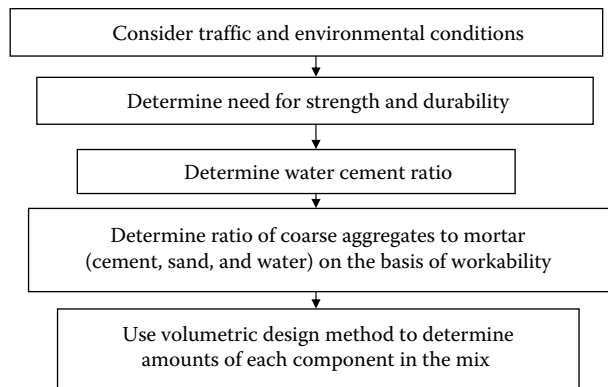 Consider traffic and environmental conditions
Determine need for strength and durability
Determine water cement ratio
Determine ratio of coarse aggregates to mortar
(cement, sand, and water) on the basis of workability
Use volumetric design method to determine
amounts of each component in the mix